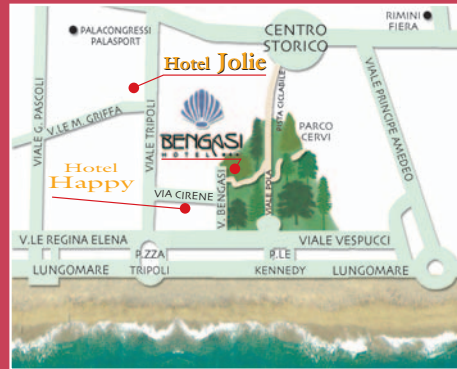 PALACONGRESSI
PALASPORT
CENTRO
STORICO
RIMINI
FIERA
Hotel Jolie
VIALE G. PASCOLI
V.LE M. GRIFFA
VIALE TRIPOLI
BENGASI
HOTEL ★★★
PISTA CICLABILE
PARCO
CERVI
VIALE PRINCIPE AMEDEO
Hotel
Happy
VIA CIRENE
V. BENGASI
VIALE POLA
V.LE REGINA ELENA
P.ZZA
TRIPOLI
P.LE
KENNEDY
VIALE VESPUCCI
LUNGOMARE
LUNGOMARE